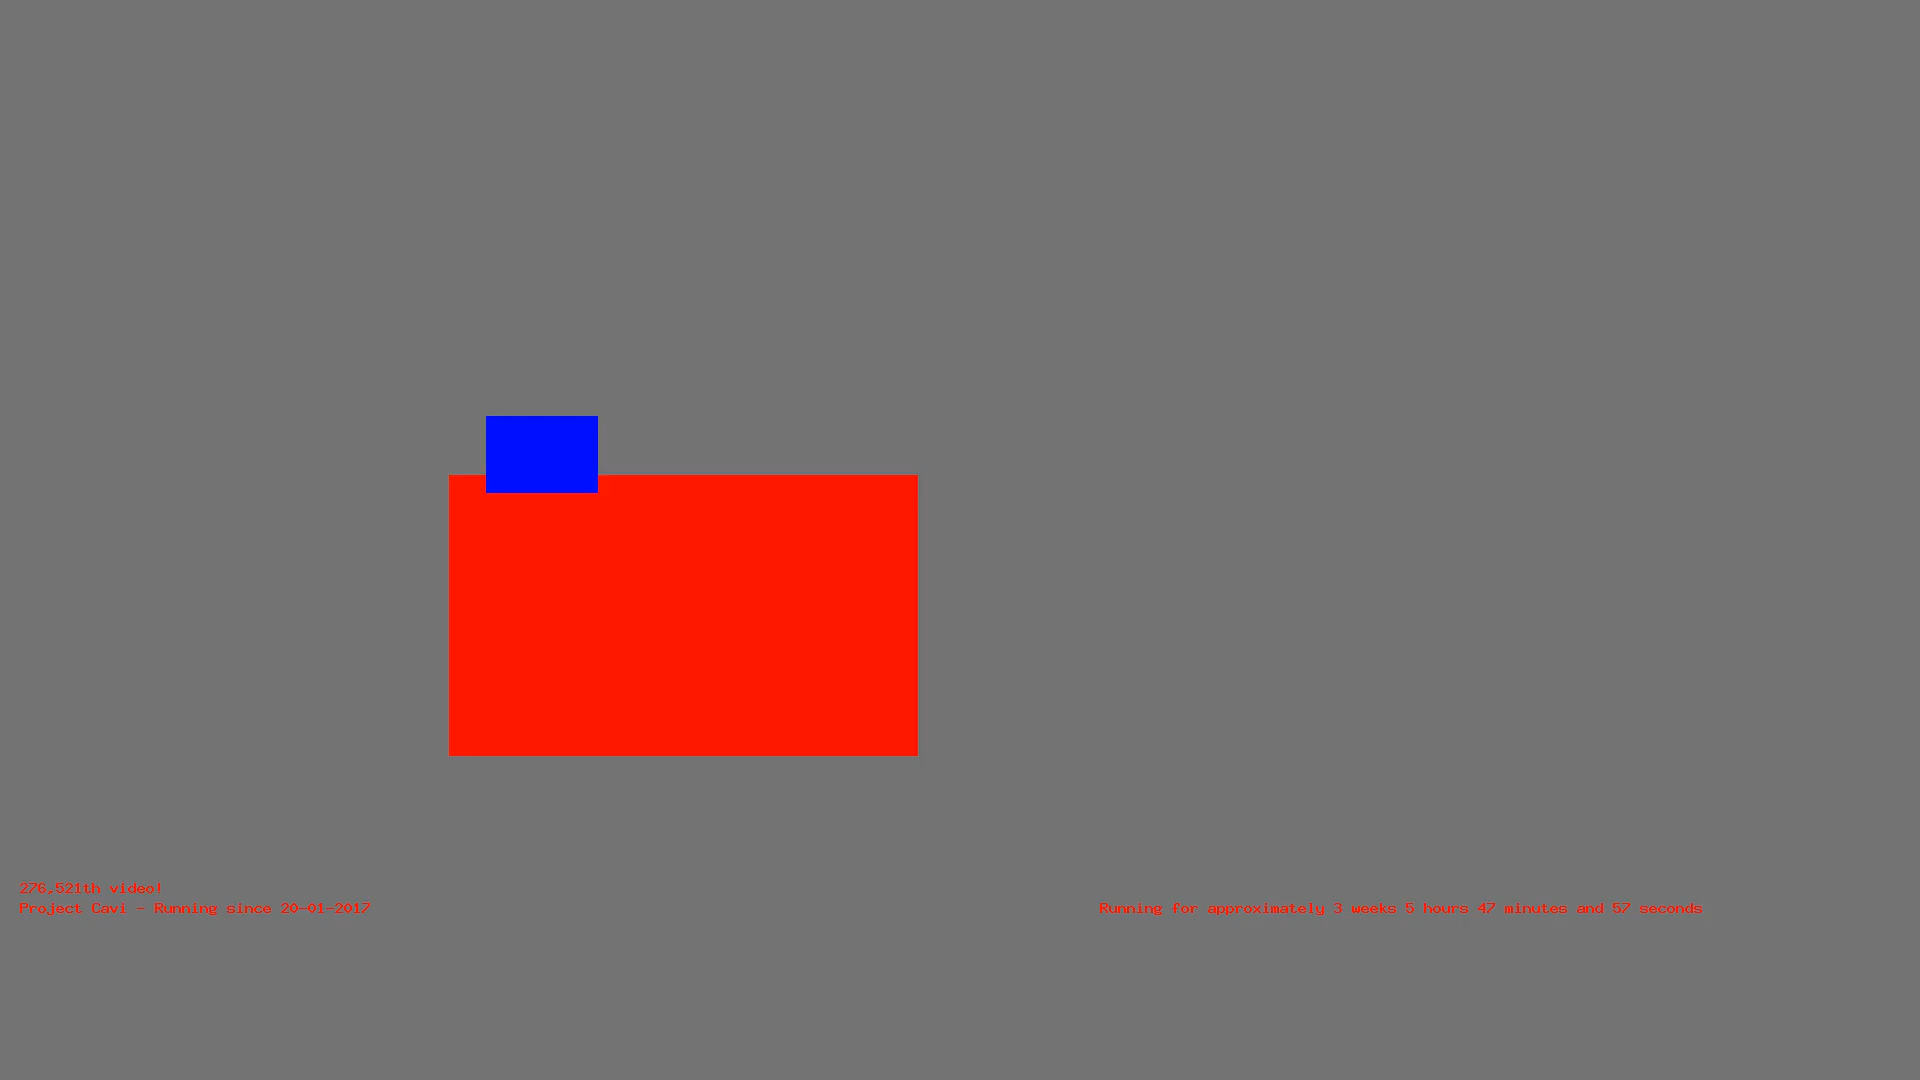 276,521th video!
Project Cavi - Running since 20-01-2017
Running for approximately 3 weeks 5 hours 47 minutes and 57 seconds